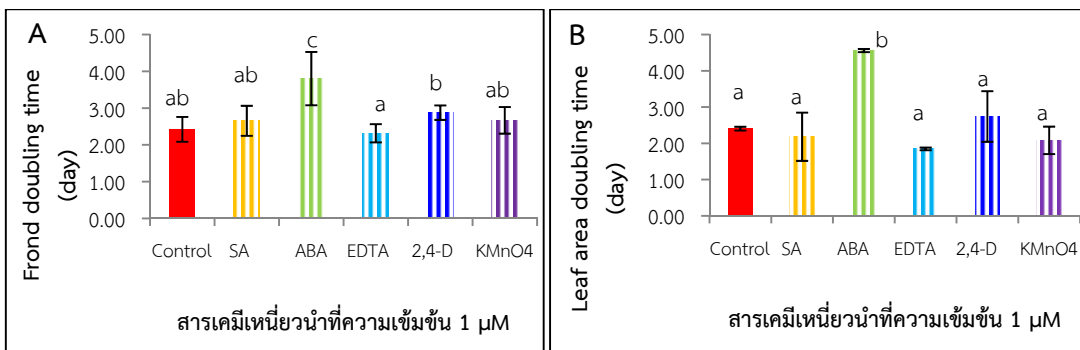 A
Frond doubling time
(day)
5.00
4.00
3.00
2.00
1.00
0.00
ab
ab
c
a
b
ab
Control SA ABA EDTA 2,4-D KMnO4
สารเคมีเหนี่ยวนำที่ความเข้มข้น 1 µM
B
Leaf area doubling time
(day)
5.00
4.00
3.00
2.00
1.00
0.00
a
a
b
a
a
a
Control SA ABA EDTA 2,4-D KMnO4
สารเคมีเหนี่ยวนำที่ความเข้มข้น 1 µM